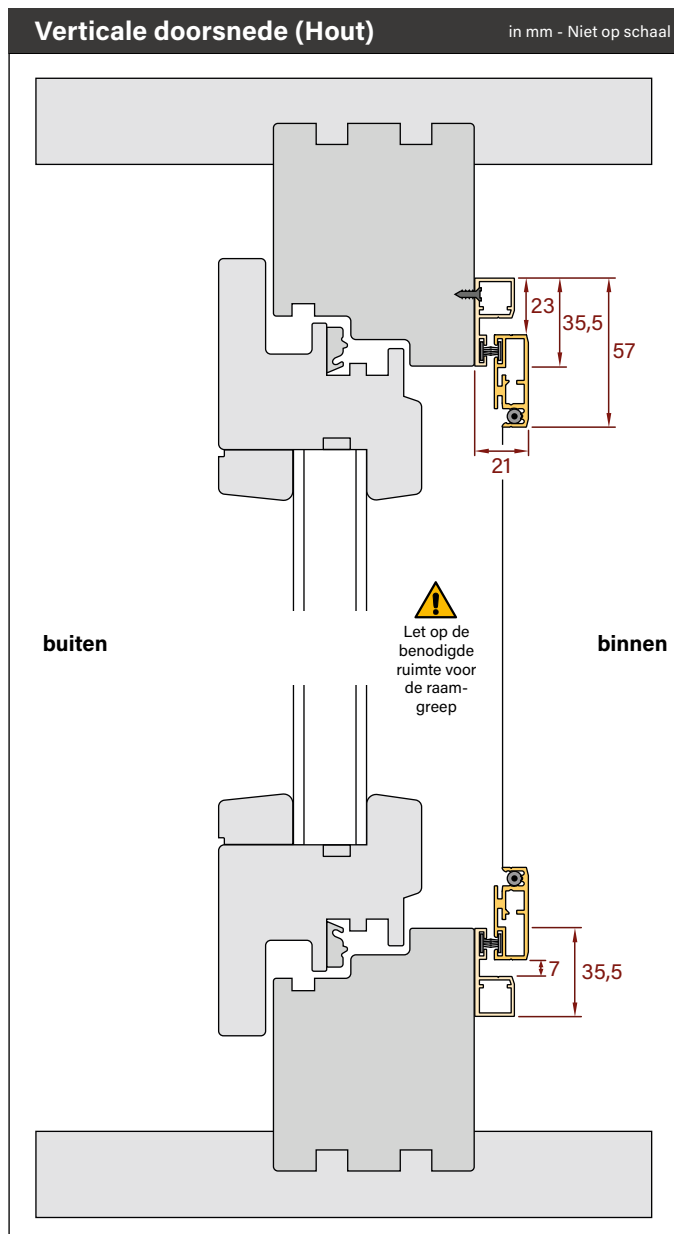 Verticale doorsnede (Hout)
in mm - Niet op schaal
23
35,5
57
21
Let op de
benodigde
ruimte voor
de raam-
greep
buiten
binnen
7
35,5